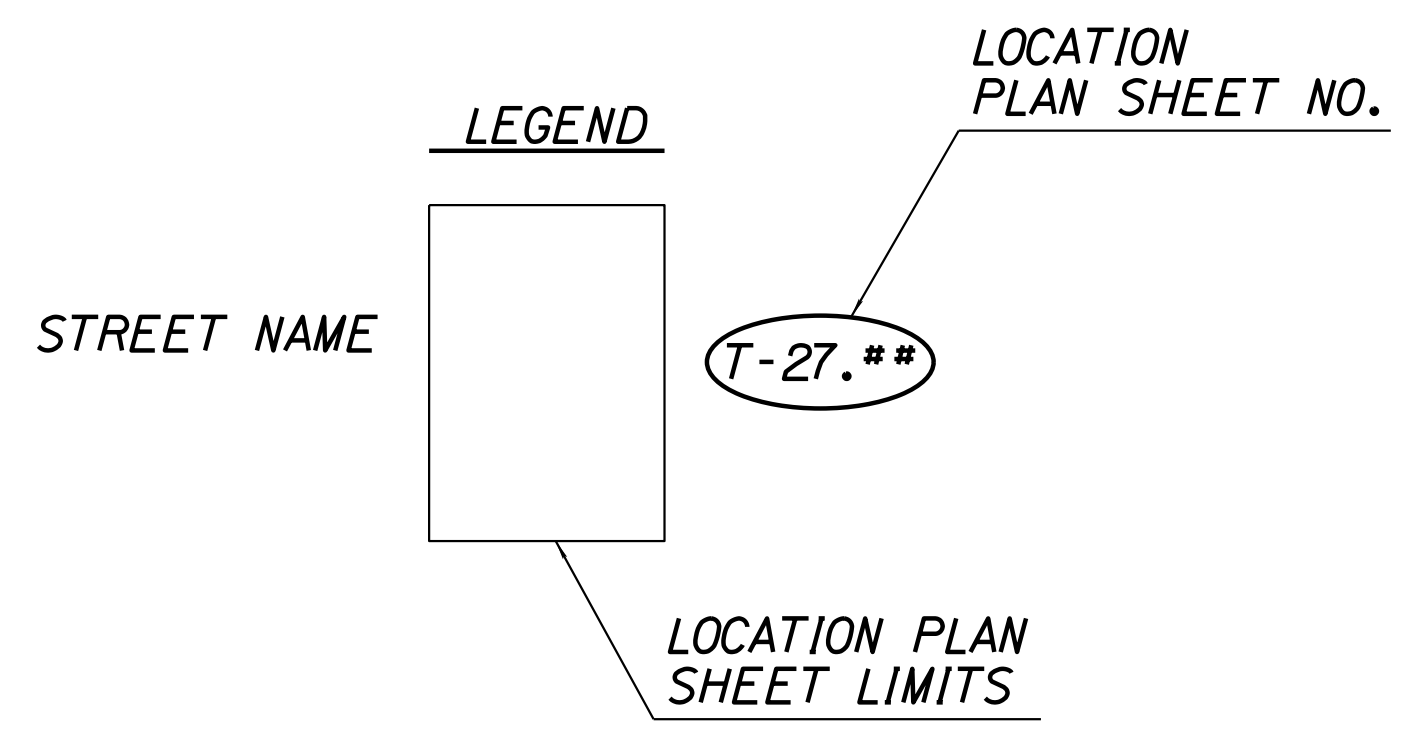 LOCATION
PLAN SHEET NO.
LEGEND
STREET NAME
T-27.##
LOCATION PLAN
SHEET LIMITS